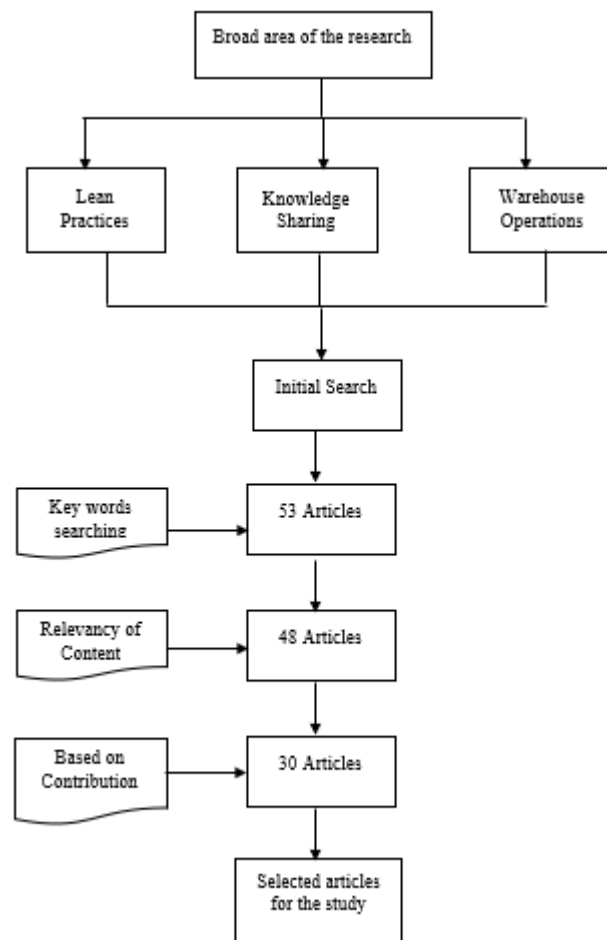 Broad area of the research
Lean
Practices
Knowledge
Sharing
Warehouse
Operations
Initial Search
Key words
searching
53 Articles
Relevancy of
Content
48 Articles
Based on
Contribution
30 Articles
Selected articles
for the study